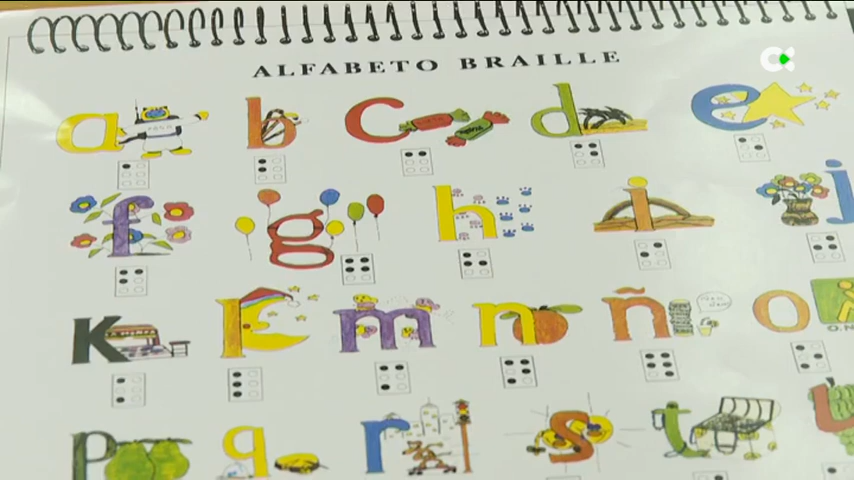 ALFABETO BRAILLE
a b c d e
f g h i j
k l m n ñ o
p q r s t u